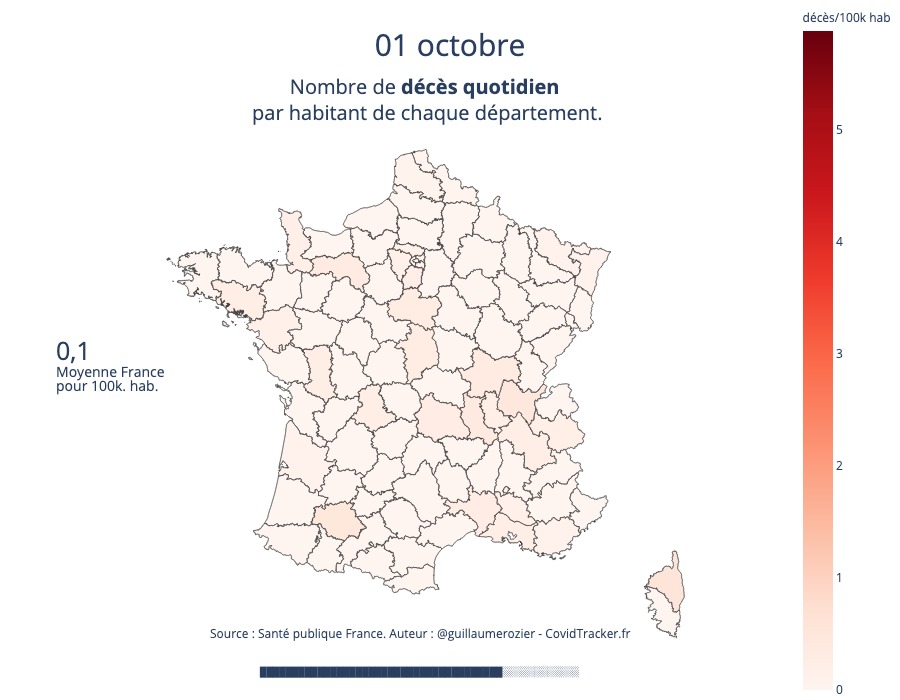 décès/100k hab
01 octobre
Nombre de décès quotidien
par habitant de chaque département.
5
4
3
2
1
0
0,1
Moyenne France
pour 100k. hab.
Source : Santé publique France. Auteur : @guillaumerozier - CovidTracker.fr